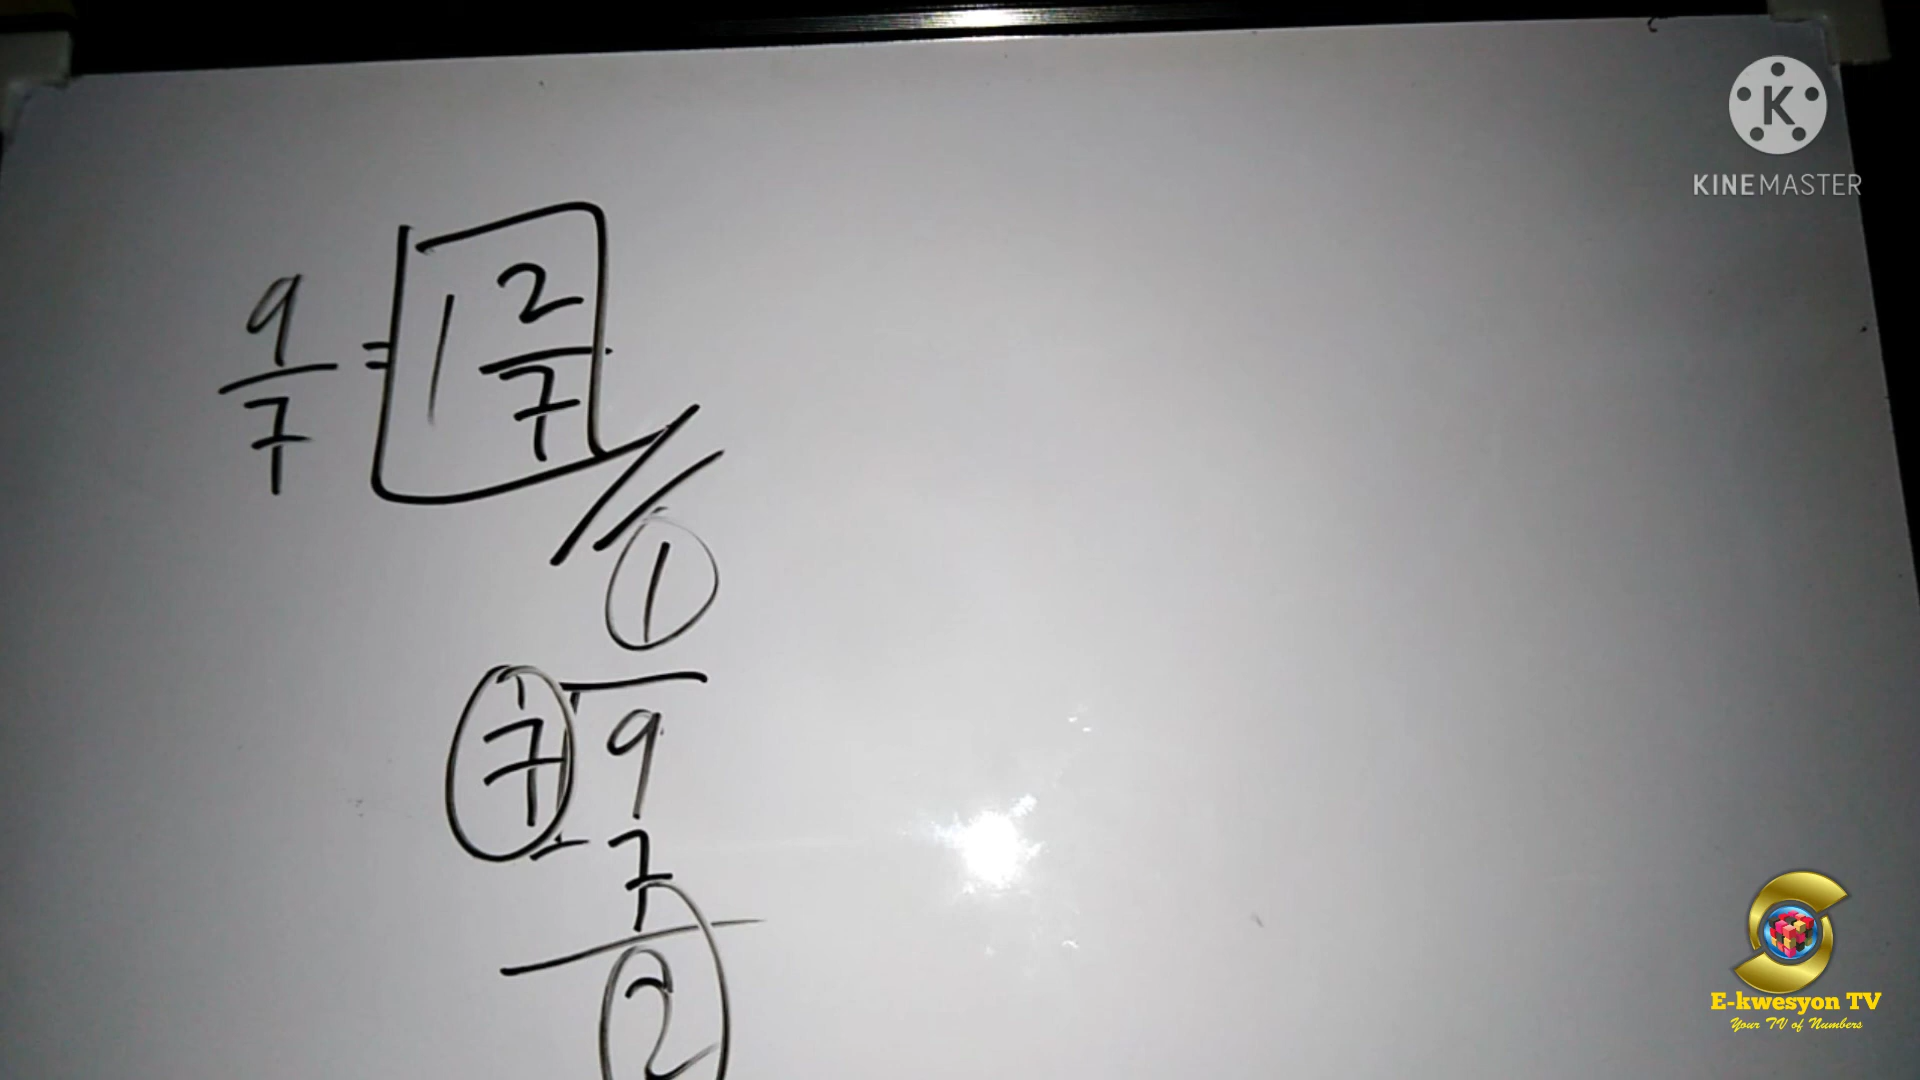 K
KINEMASTER
9/7 = 1 2/7
1
7 9
- 7
2
E-kwesyon TV
Your TV of Numbers